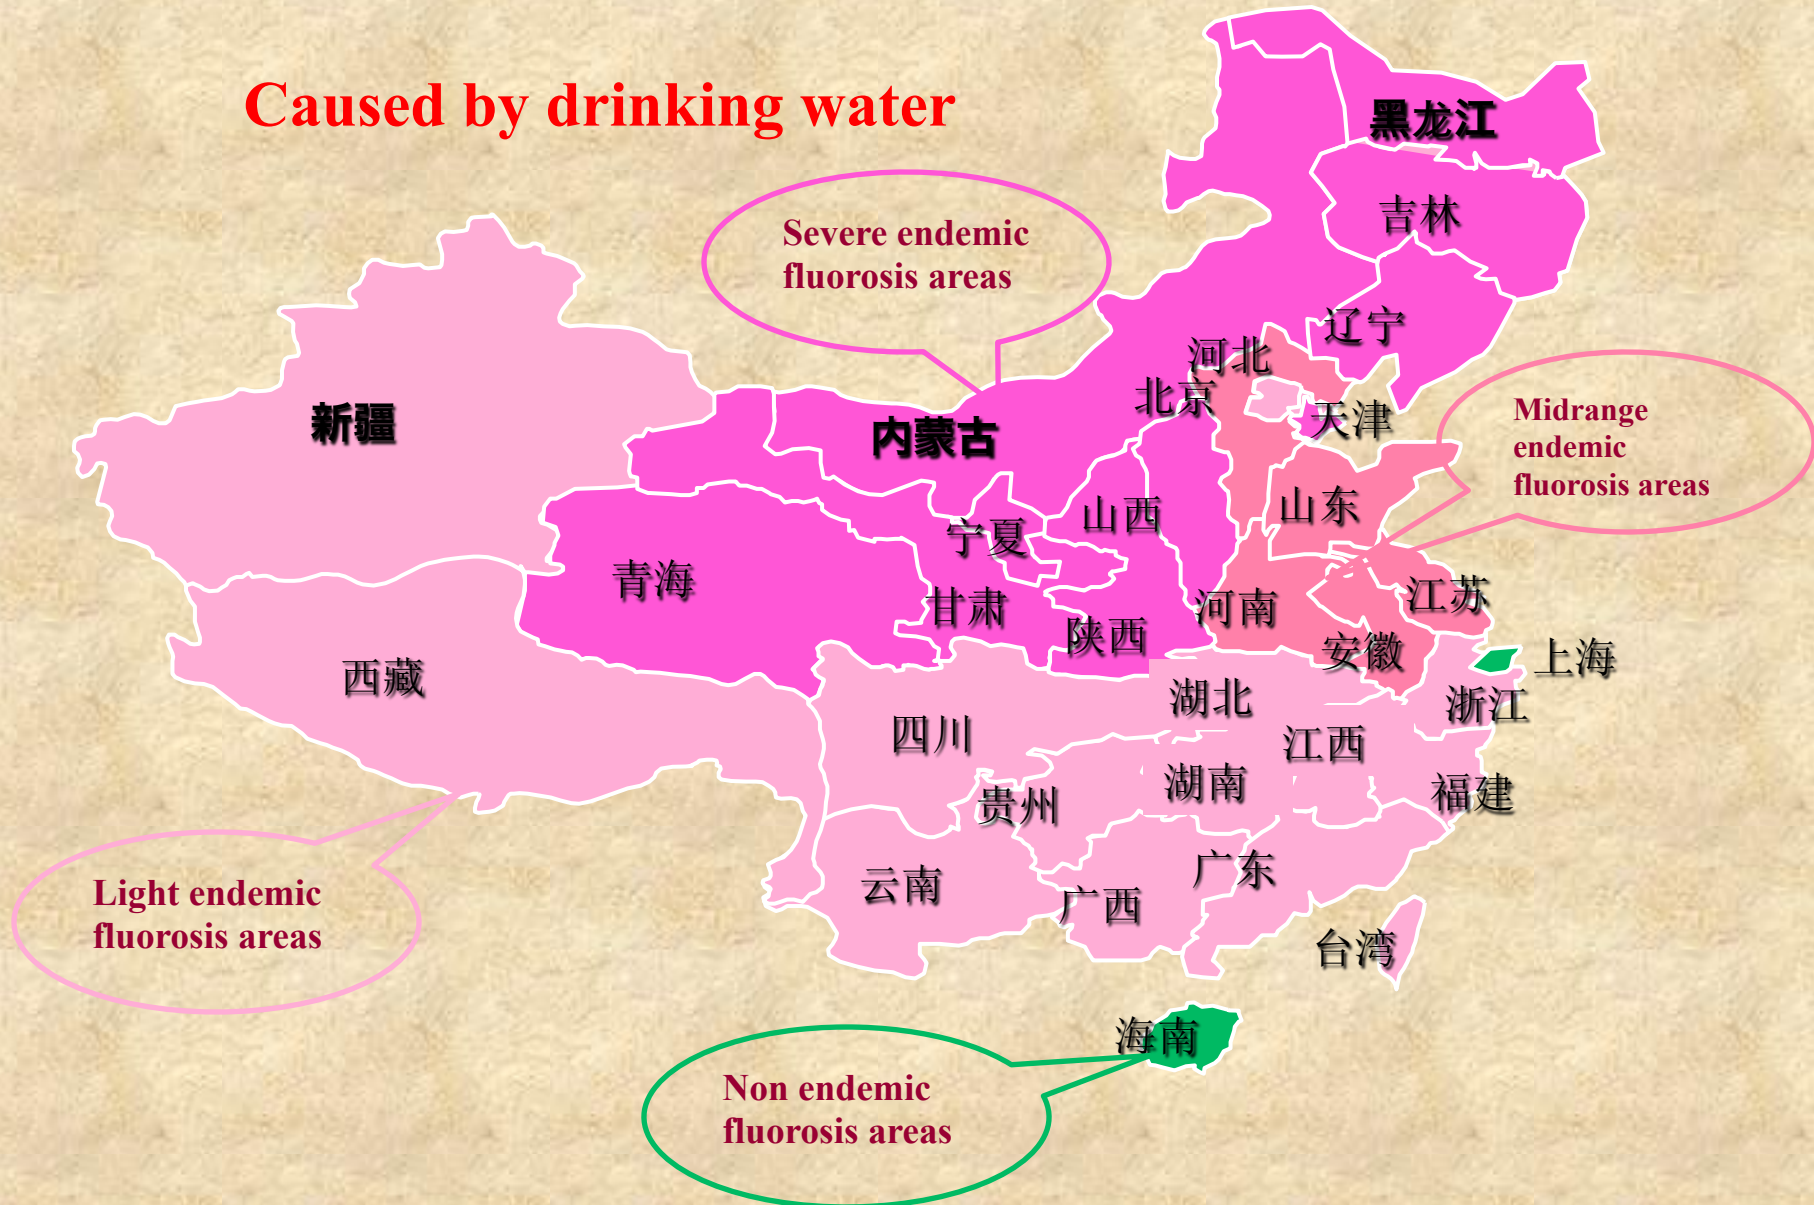 Caused by drinking water
黑龙江
Severe endemic
fluorosis areas
吉林
辽宁
河北
北京
天津
Midrange
endemic
fluorosis areas
新疆
内蒙古
山西
山东
宁夏
青海
甘肃
陕西
河南
江苏
安徽
上海
西藏
湖北
浙江
四川
江西
湖南
贵州
福建
云南
广西
广东
台湾
Light endemic
fluorosis areas
海南
Non endemic
fluorosis areas